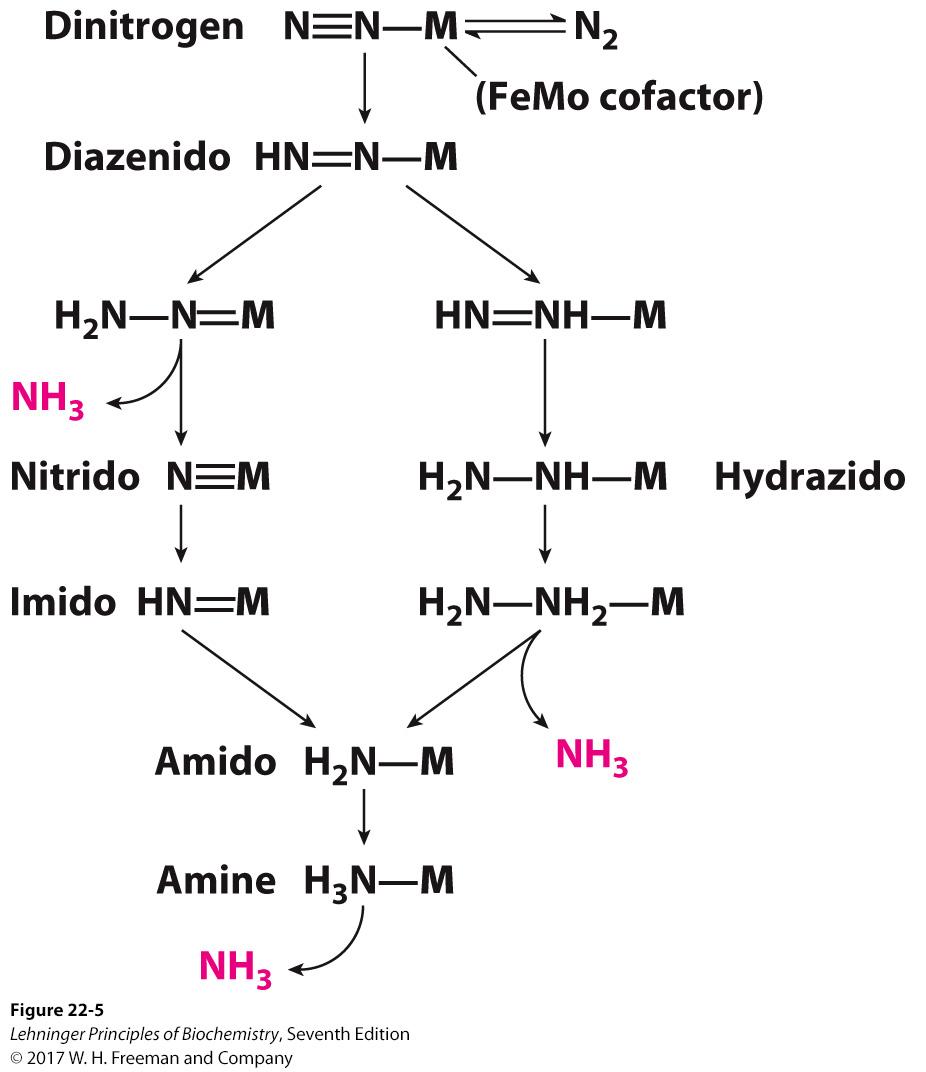 Dinitrogen N≡N—M ⇌ N₂
(FeMo cofactor)
Diazenido HN=N—M
H₂N—N=M HN=NH—M
NH₃
Nitrido N≡M H₂N—NH—M Hydrazido
Imido HN=M H₂N—NH₂—M
Amido H₂N—M NH₃
Amine H₃N—M
NH₃
Figure 22-5
Lehninger Principles of Biochemistry, Seventh Edition
© 2017 W. H. Freeman and Company